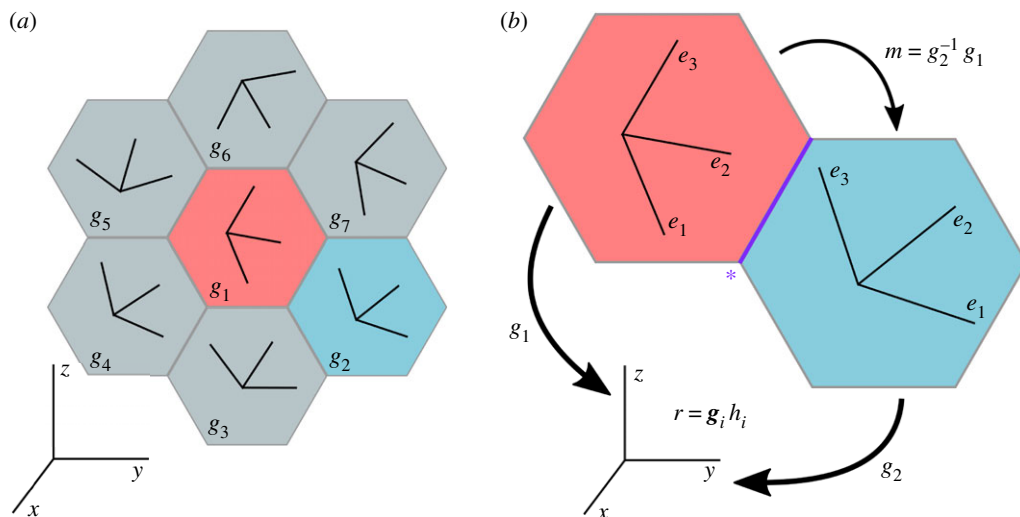 (a)
g₆
g₅
g₇
g₁
g₄
g₂
g₃
z
y
x
(b)
e₃
e₂
e₁
m = g₂⁻¹ g₁
e₃
e₂
e₁
*
g₁
z
r = gᵢ hᵢ
y
x
g₂